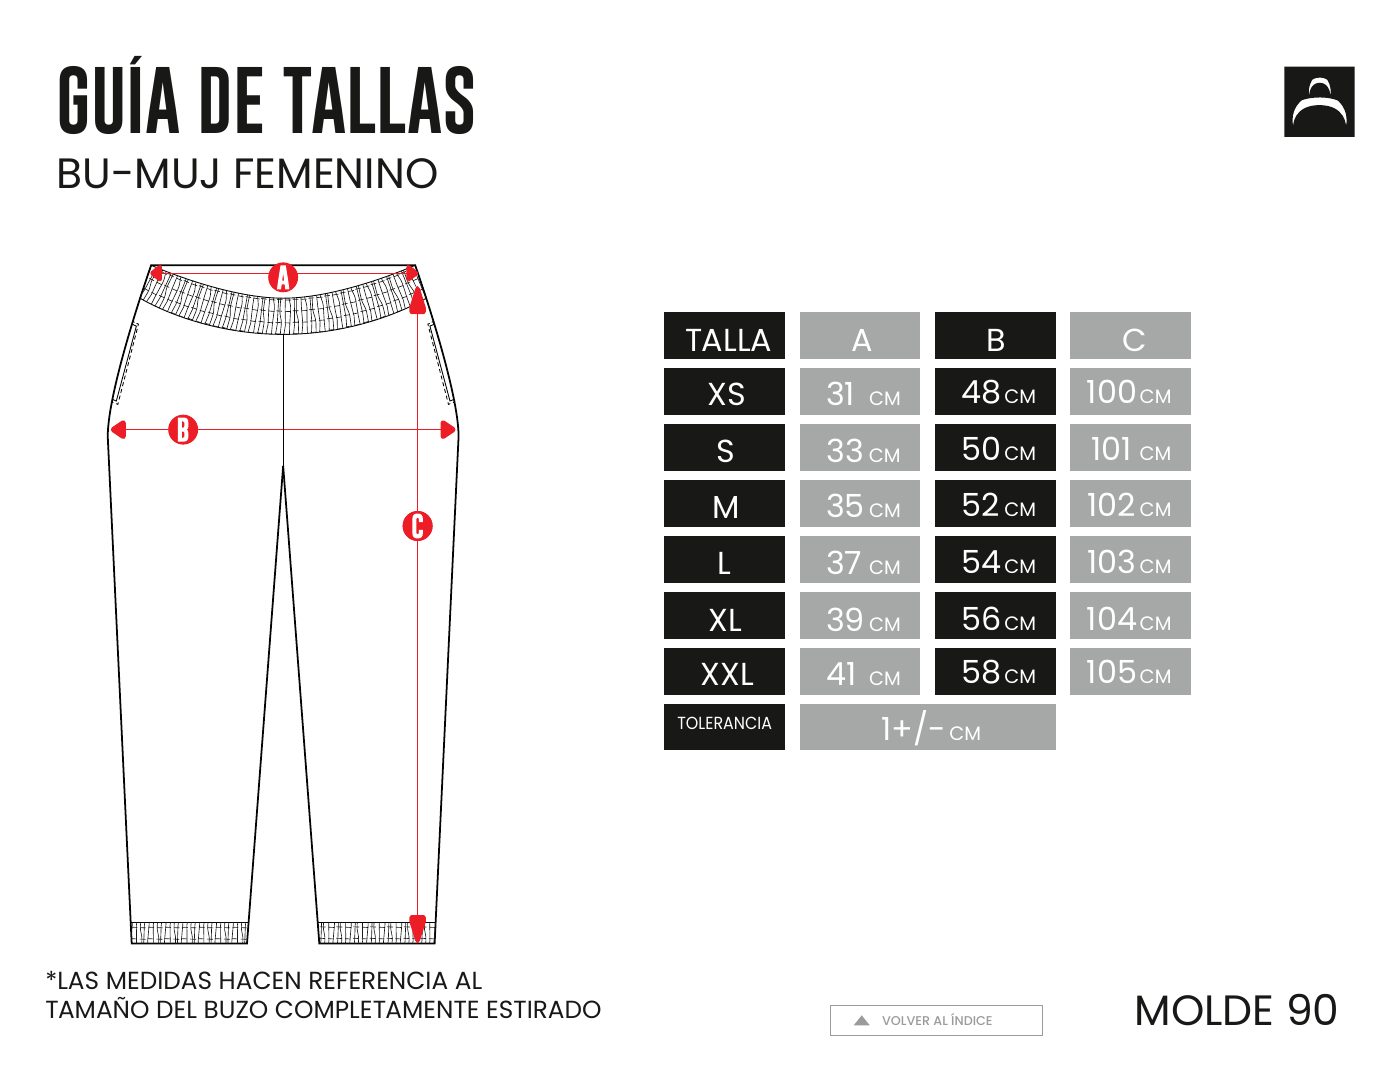 GUÍA DE TALLAS
BU-MUJ FEMENINO
A
B
C
TALLA A B C
XS 31 CM 48 CM 100 CM
S 33 CM 50 CM 101 CM
M 35 CM 52 CM 102 CM
L 37 CM 54 CM 103 CM
XL 39 CM 56 CM 104 CM
XXL 41 CM 58 CM 105 CM
TOLERANCIA 1+/- CM
*LAS MEDIDAS HACEN REFERENCIA AL
TAMAÑO DEL BUZO COMPLETAMENTE ESTIRADO
VOLVER AL ÍNDICE
MOLDE 90